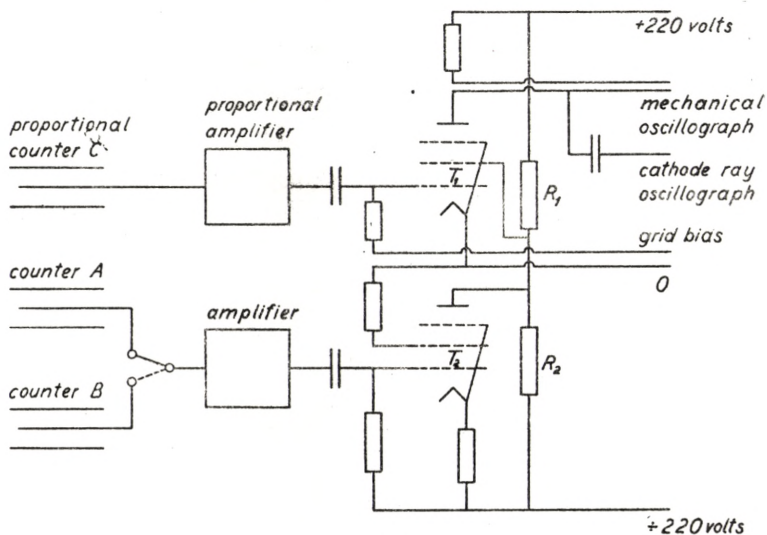 +220 volts
proportional
amplifier
mechanical
oscillograph
proportional
counter C
cathode ray
oscillograph
T₁
R₁
grid bias
counter A
0
amplifier
T₂
R₂
counter B
÷220 volts